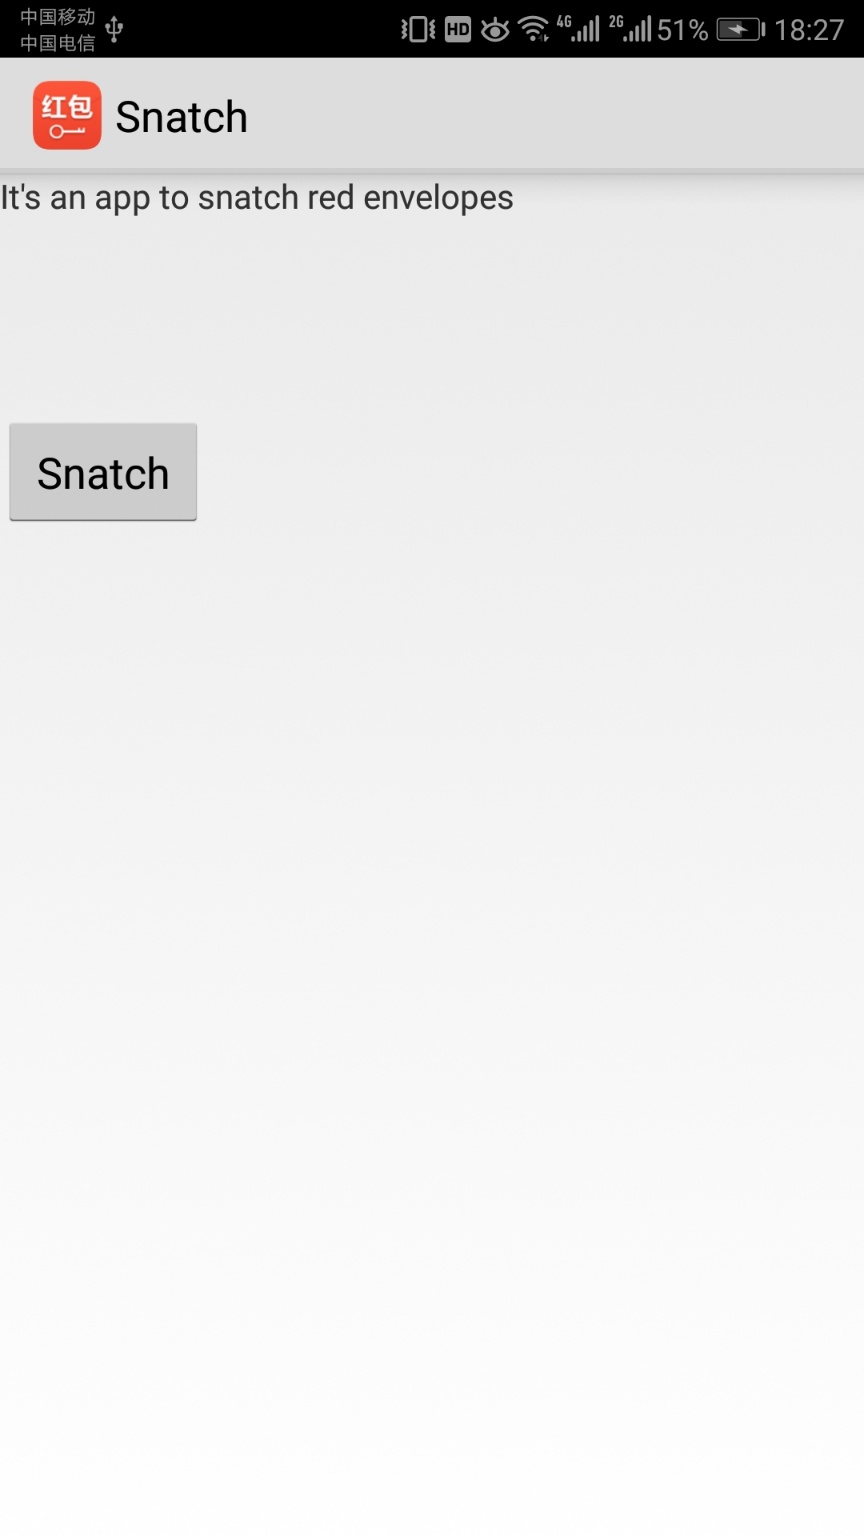 中国移动
中国电信
HD 4G 2G 51% 18:27
红包
Snatch
It's an app to snatch red envelopes
Snatch